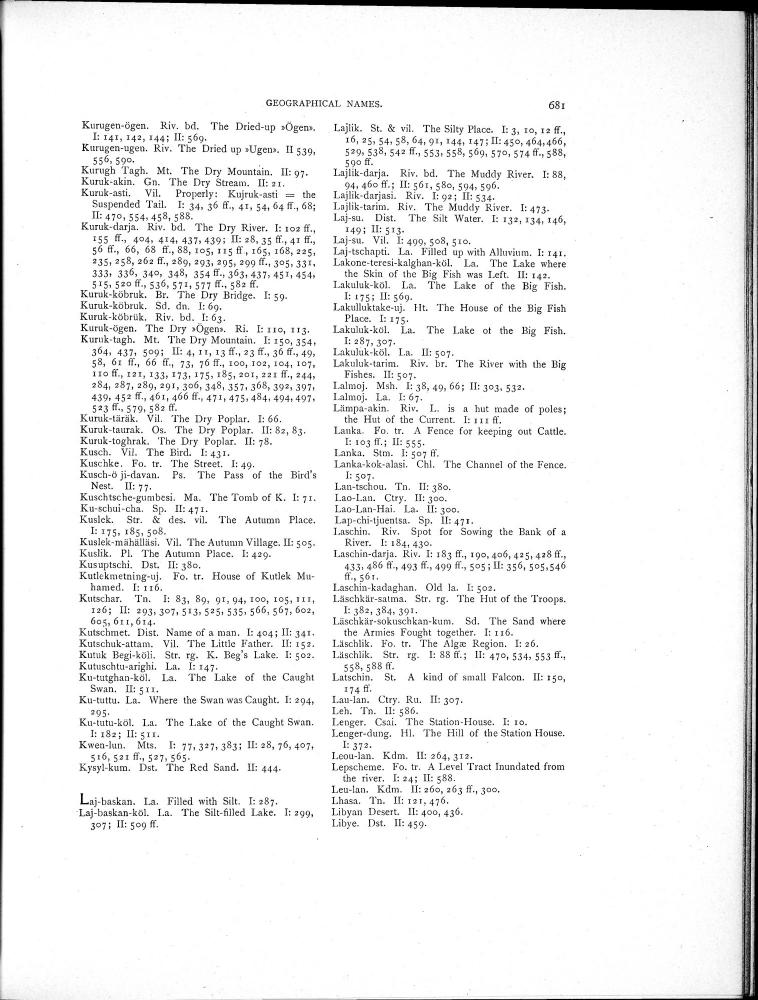 GEOGRAPHICAL NAMES.
681
Kurugen-ögen. Riv. bd. The Dried-up »Ögen».
I: 141, 142, 144; II: 569.
Kurugen-ugen. Riv. The Dried up »Ugen». II 539,
556, 590.
Kurugh Tagh. Mt. The Dry Mountain. II: 97.
Kuruk-akin. Gn. The Dry Stream. II: 21.
Kuruk-asti. Vil. Properly: Kujruk-asti = the
Suspended Tail. I: 34, 36 ff., 41, 54, 64 ff., 68;
II: 470, 554, 458, 588.
Kuruk-darja. Riv. bd. The Dry River. I: 102 ff.,
155 ff., 404, 414, 437, 439; II: 28, 35 ff., 41 ff.,
56 ff., 66, 68 ff., 88, 105, 115 ff., 165, 168, 225,
235, 258, 262 ff., 289, 293, 295, 299 ff., 305, 331,
333, 336, 340, 348, 354 ff., 363, 437, 451, 454,
515, 520 ff., 536, 571, 577 ff., 582 ff.
Kuruk-köbruk. Br. The Dry Bridge. I: 59.
Kuruk-köbruk. Sd. dn. I: 69.
Kuruk-köbrük. Riv. bd. I: 63.
Kuruk-ögen. The Dry »Ögen». Ri. I: 110, 113.
Kuruk-tagh. Mt. The Dry Mountain. I: 150, 354,
364, 437, 509; II: 4, 11, 13 ff., 23 ff., 36 ff., 49,
58, 61 ff., 66 ff., 73, 76 ff., 100, 102, 104, 107,
110 ff., 121, 133, 173, 175, 185, 201, 221 ff., 244,
284, 287, 289, 291, 306, 348, 357, 368, 392, 397,
439, 452 ff., 461, 466 ff., 471, 475, 484, 494, 497,
523 ff., 579, 582 ff.
Kuruk-täräk. Vil. The Dry Poplar. I: 66.
Kuruk-taurak. Os. The Dry Poplar. II: 82, 83.
Kuruk-toghrak. The Dry Poplar. II: 78.
Kusch. Vil. The Bird. I: 431.
Kuschke. Fo. tr. The Street. I: 49.
Kusch-ö ji-davan. Ps. The Pass of the Bird's
Nest. II: 77.
Kuschtsche-gumbesi. Ma. The Tomb of K. I: 71.
Ku-schui-cha. Sp. II: 471.
Kuslek. Str. & des. vil. The Autumn Place.
I: 175, 185, 508.
Kuslek-mähälläsi. Vil. The Autumn Village. II: 505.
Kuslik. Pl. The Autumn Place. I: 429.
Kusuptschi. Dst. II: 380.
Kutlekmetning-uj. Fo. tr. House of Kutlek Mu-
hamed. I: 116.
Kutschar. Tn. I: 83, 89, 91, 94, 100, 105, 111,
126; II: 293, 307, 513, 525, 535, 566, 567, 602,
605, 611, 614.
Kutschmet. Dist. Name of a man. I: 404; II: 341.
Kutschuk-attam. Vil. The Little Father. II: 152.
Kutuk Begi-köli. Str. rg. K. Beg's Lake. I: 502.
Kutuschtu-arighi. La. I: 147.
Ku-tutghan-köl. La. The Lake of the Caught
Swan. II: 511.
Ku-tuttu. La. Where the Swan was Caught. I: 294,
295.
Ku-tutu-köl. La. The Lake of the Caught Swan.
I: 182; II: 511.
Kwen-lun. Mts. I: 77, 327, 383; II: 28, 76, 407,
516, 521 ff., 527, 565.
Kysyl-kum. Dst. The Red Sand. II: 444.
Laj-baskan. La. Filled with Silt. I: 287.
Laj-baskan-köl. La. The Silt-filled Lake. I: 299,
307; II: 509 ff.
Lajlik. St. & vil. The Silty Place. I: 3, 10, 12 ff.,
16, 25, 54, 58, 64, 91, 144, 147; II: 450, 464, 466,
529, 538, 542 ff., 553, 558, 569, 570, 574 ff., 588,
590 ff.
Lajlik-darja. Riv. bd. The Muddy River. I: 88,
94, 460 ff.; II: 561, 580, 594, 596.
Lajlik-darjasi. Riv. I: 92; II: 534.
Lajlik-tarim. Riv. The Muddy River. I: 473.
Laj-su. Dist. The Silt Water. I: 132, 134, 146,
149; II: 513.
Laj-su. Vil. I: 499, 508, 510.
Laj-tschapti. La. Filled up with Alluvium. I: 141.
Lakone-teresi-kalghan-köl. La. The Lake where
the Skin of the Big Fish was Left. II: 142.
Lakuluk-köl. La. The Lake of the Big Fish.
I: 175; II: 569.
Lakulluktake-uj. Ht. The House of the Big Fish
Place. I: 175.
Lakuluk-köl. La. The Lake ot the Big Fish.
I: 287, 307.
Lakuluk-köl. La. II: 507.
Lakuluk-tarim. Riv. br. The River with the Big
Fishes. II: 507.
Lalmoj. Msh. I: 38, 49, 66; II: 303, 532.
Lalmoj. La. I: 67.
Lämpa-akin. Riv. L. is a hut made of poles;
the Hut of the Current. I: 111 ff.
Lanka. Fo. tr. A Fence for keeping out Cattle.
I: 103 ff.; II: 555.
Lanka. Stm. I: 507 ff.
Lanka-kok-alasi. Chl. The Channel of the Fence.
I: 507.
Lan-tschou. Tn. II: 380.
Lao-Lan. Ctry. II: 300.
Lao-Lan-Hai. La. II: 300.
Lap-chi-tjuentsa. Sp. II: 471.
Laschin. Riv. Spot for Sowing the Bank of a
River. I: 184, 430.
Laschin-darja. Riv. I: 183 ff., 190, 406, 425, 428 ff.,
433, 486 ff., 493 ff., 499 ff., 505; II: 356, 505, 546
ff., 561.
Laschin-kadaghan. Old la. I: 502.
Läschkär-satma. Str. rg. The Hut of the Troops.
I: 382, 384, 391.
Läschkär-sokuschkan-kum. Sd. The Sand where
the Armies Fought together. I: 116.
Läschlik. Fo. tr. The Algæ Region. I: 26.
Läschlik. Str. rg. I: 88 ff.; II: 470, 534, 553 ff.,
558, 588 ff.
Latschin. St. A kind of small Falcon. II: 150,
174 ff.
Lau-lan. Ctry. Ru. II: 307.
Leh. Tn. II: 586.
Lenger. Csai. The Station-House. I: 10.
Lenger-dung. Hl. The Hill of the Station House.
I: 372.
Leou-lan. Kdm. II: 264, 312.
Lepscheme. Fo. tr. A Level Tract Inundated from
the river. I: 24; II: 588.
Leu-lan. Kdm. II: 260, 263 ff., 300.
Lhasa. Tn. II: 121, 476.
Libyan Desert. II: 400, 436.
Libye. Dst. II: 459.